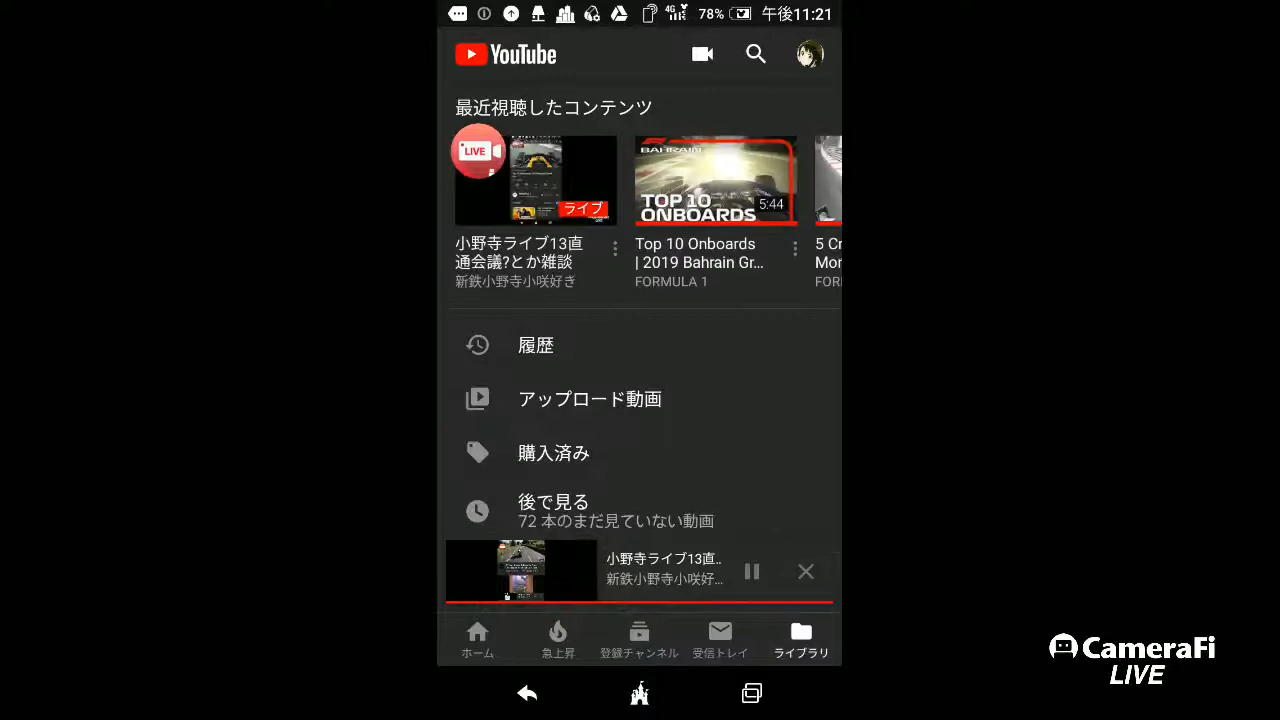 4G 78% 午後11:21
YouTube
最近視聴したコンテンツ
LIVE
ライブ
BAHRAIN
TOP 10
ONBOARDS
5:44
小野寺ライブ13直
通会議?とか雑談
新鉄小野寺小咲好き
Top 10 Onboards
| 2019 Bahrain Gr...
FORMULA 1
5 Cr
Mon
FOR
履歴
アップロード動画
購入済み
後で見る
72 本のまだ見ていない動画
小野寺ライブ13直..
新鉄小野寺小咲好...
ホーム
急上昇
登録チャンネル
受信トレイ
ライブラリ
CameraFi
LIVE